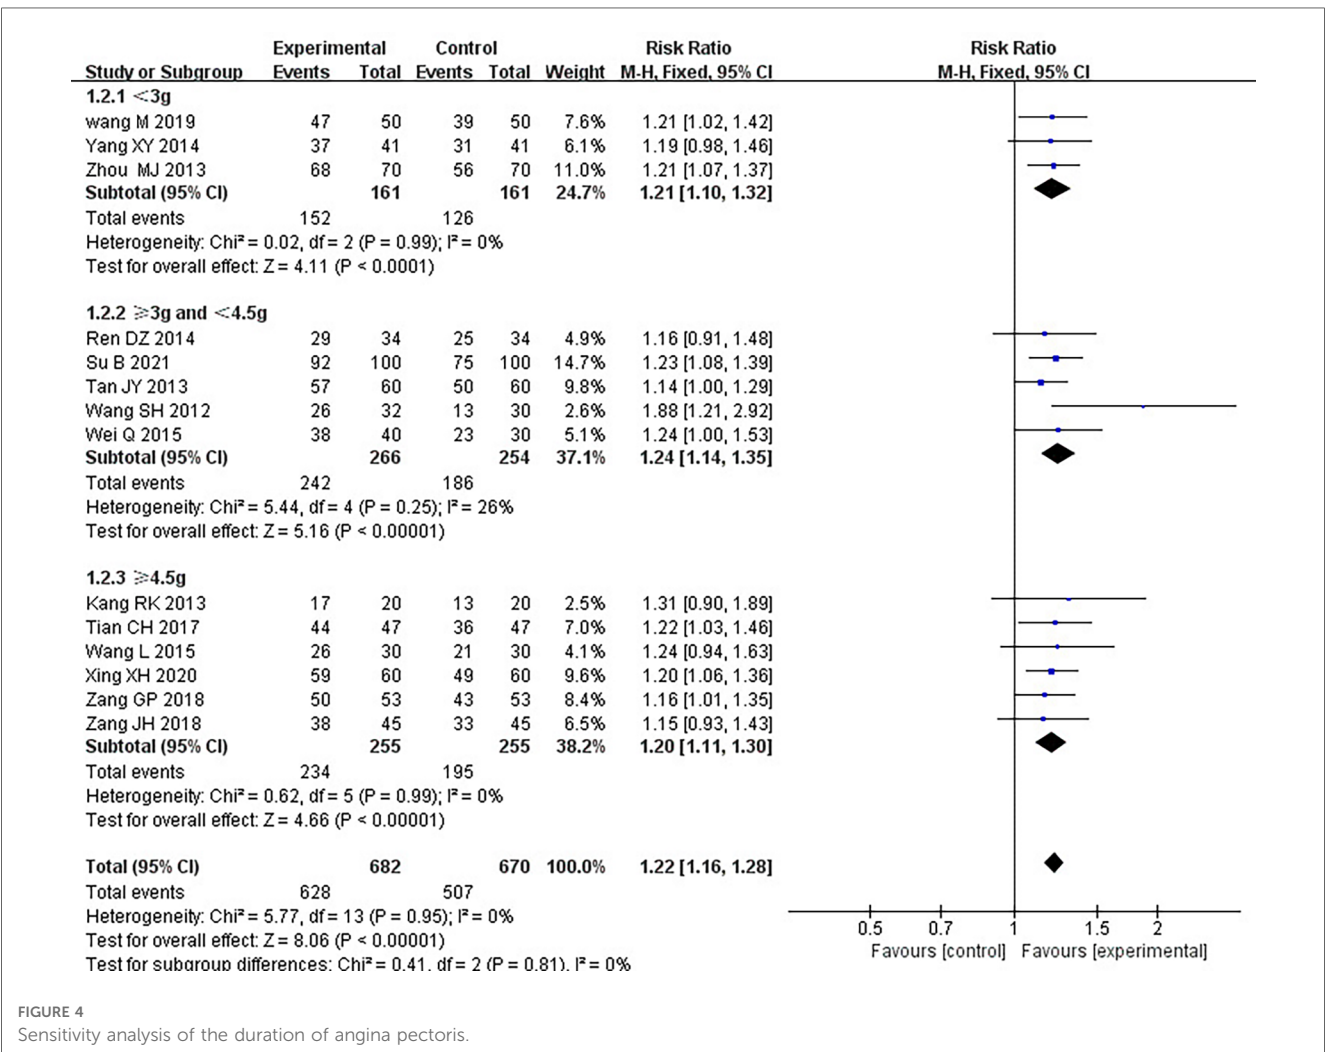 Experimental Control Risk Ratio Risk Ratio
Study or Subgroup Events Total Events Total Weight M-H, Fixed, 95% CI M-H, Fixed, 95% CI
1.2.1 <3g
wang M 2019 47 50 39 50 7.6% 1.21 [1.02, 1.42]
Yang XY 2014 37 41 31 41 6.1% 1.19 [0.98, 1.46]
Zhou MJ 2013 68 70 56 70 11.0% 1.21 [1.07, 1.37]
Subtotal (95% CI) 161 161 24.7% 1.21 [1.10, 1.32]
Total events 152 126
Heterogeneity: Chi² = 0.02, df = 2 (P = 0.99); I² = 0%
Test for overall effect: Z = 4.11 (P < 0.0001)
1.2.2 ≥3g and <4.5g
Ren DZ 2014 29 34 25 34 4.9% 1.16 [0.91, 1.48]
Su B 2021 92 100 75 100 14.7% 1.23 [1.08, 1.39]
Tan JY 2013 57 60 50 60 9.8% 1.14 [1.00, 1.29]
Wang SH 2012 26 32 13 30 2.6% 1.88 [1.21, 2.92]
Wei Q 2015 38 40 23 30 5.1% 1.24 [1.00, 1.53]
Subtotal (95% CI) 266 254 37.1% 1.24 [1.14, 1.35]
Total events 242 186
Heterogeneity: Chi² = 5.44, df = 4 (P = 0.25); I² = 26%
Test for overall effect: Z = 5.16 (P < 0.00001)
1.2.3 ≥4.5g
Kang RK 2013 17 20 13 20 2.5% 1.31 [0.90, 1.89]
Tian CH 2017 44 47 36 47 7.0% 1.22 [1.03, 1.46]
Wang L 2015 26 30 21 30 4.1% 1.24 [0.94, 1.63]
Xing XH 2020 59 60 49 60 9.6% 1.20 [1.06, 1.36]
Zang GP 2018 50 53 43 53 8.4% 1.16 [1.01, 1.35]
Zang JH 2018 38 45 33 45 6.5% 1.15 [0.93, 1.43]
Subtotal (95% CI) 255 255 38.2% 1.20 [1.11, 1.30]
Total events 234 195
Heterogeneity: Chi² = 0.62, df = 5 (P = 0.99); I² = 0%
Test for overall effect: Z = 4.66 (P < 0.00001)
Total (95% CI) 682 670 100.0% 1.22 [1.16, 1.28]
Total events 628 507
Heterogeneity: Chi² = 5.77, df = 13 (P = 0.95); I² = 0%
Test for overall effect: Z = 8.06 (P < 0.00001)
Test for subgroup differences: Chi² = 0.41, df = 2 (P = 0.81), I² = 0%
0.5 0.7 1 1.5 2
Favours [control] Favours [experimental]
FIGURE 4
Sensitivity analysis of the duration of angina pectoris.